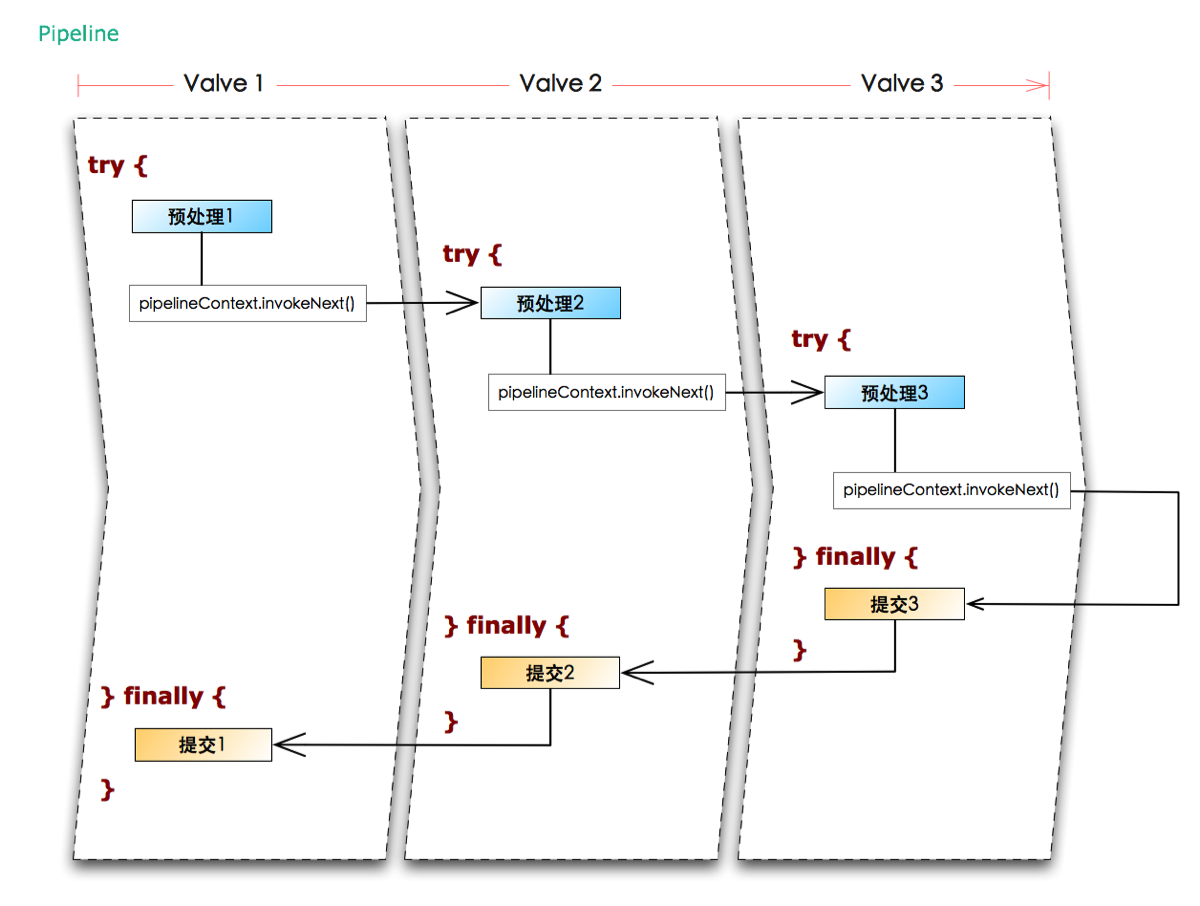 Pipeline
Valve 1
Valve 2
Valve 3
try {
预处理1
pipelineContext.invokeNext()
try {
预处理2
pipelineContext.invokeNext()
try {
预处理3
pipelineContext.invokeNext()
} finally {
提交3
}
} finally {
提交2
}
} finally {
提交1
}